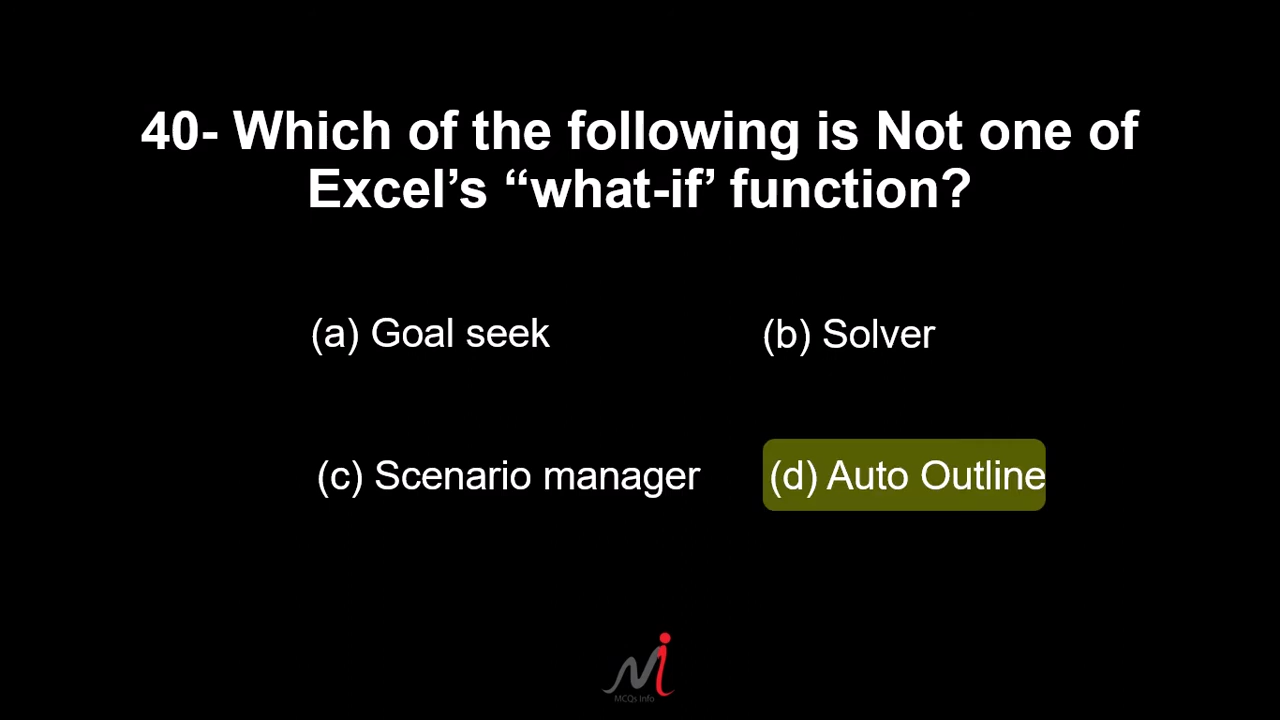 40- Which of the following is Not one of
Excel’s “what-if’ function?
(a) Goal seek
(b) Solver
(c) Scenario manager
(d) Auto Outline
MCQs Info